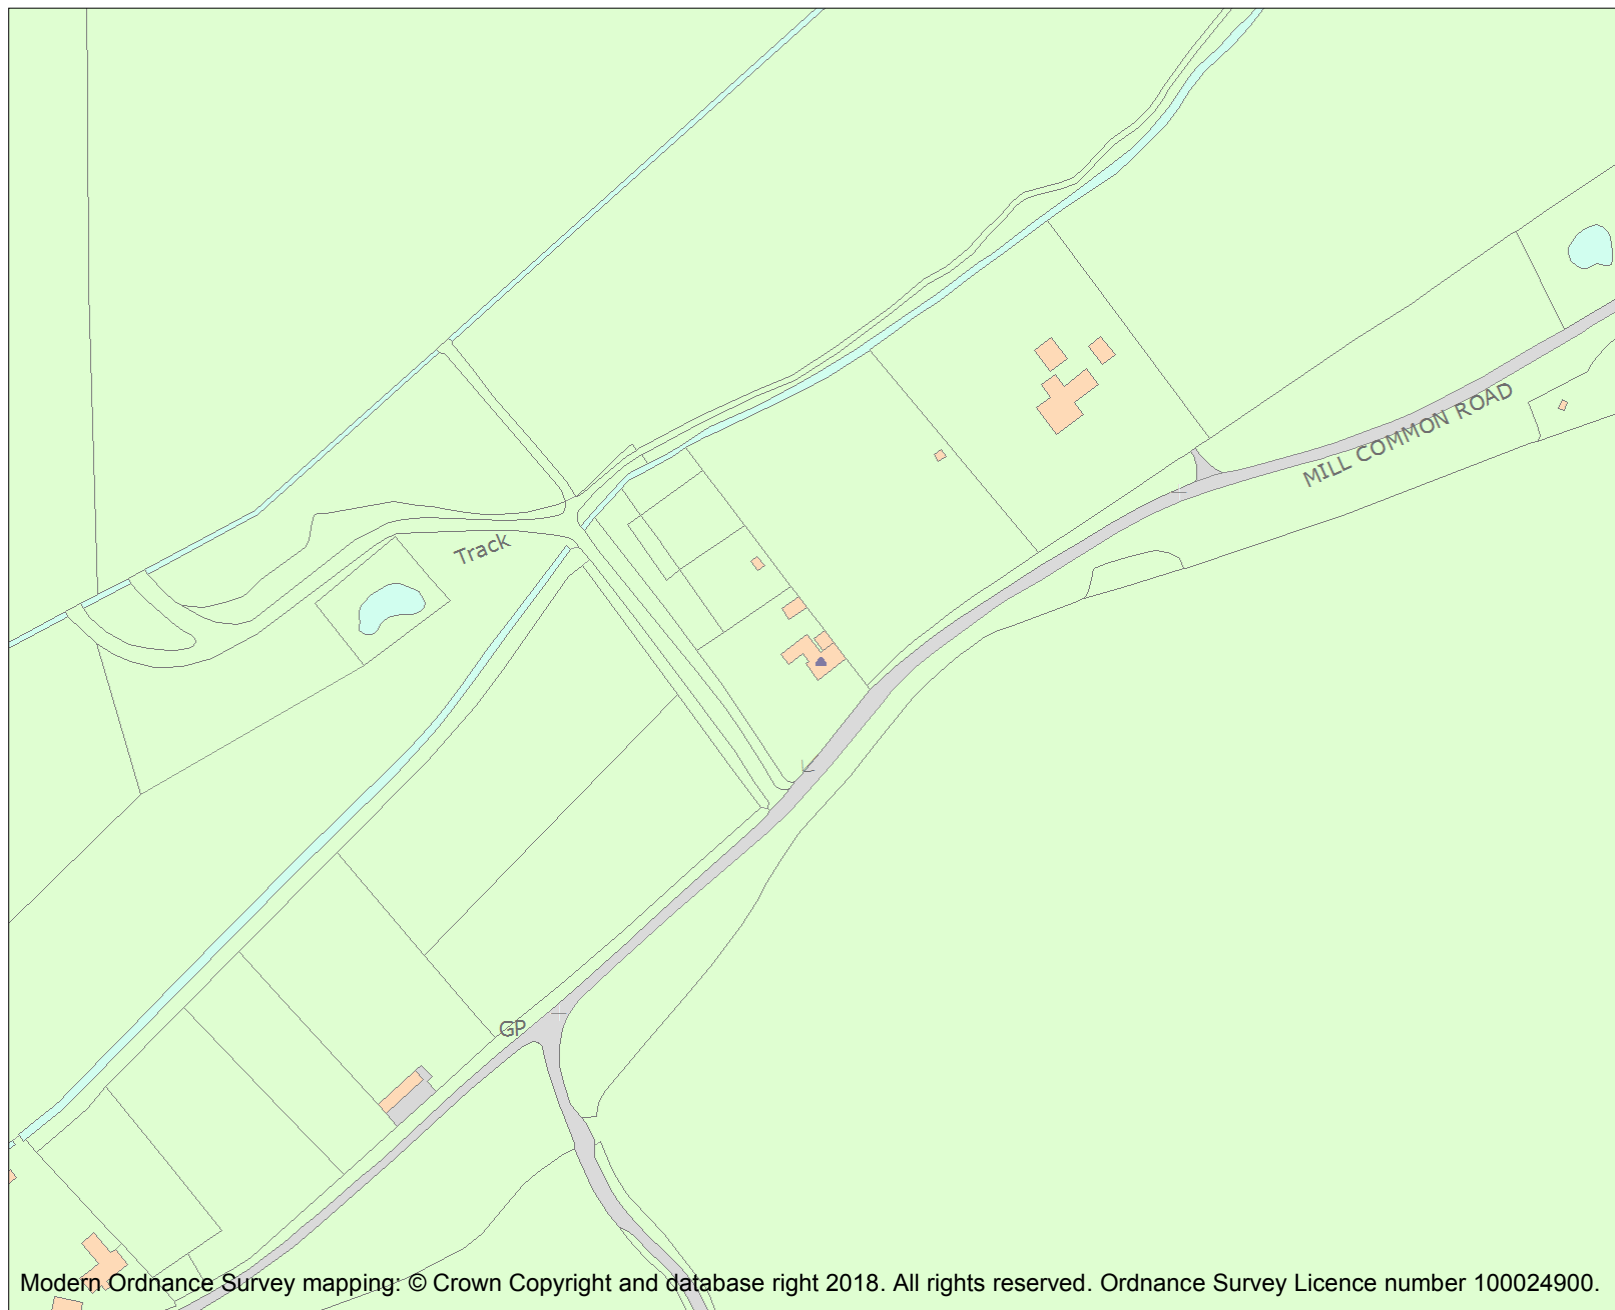 MILL COMMON ROAD
Track
GP
Modern Ordnance Survey mapping: © Crown Copyright and database right 2018. All rights reserved. Ordnance Survey Licence number 100024900.